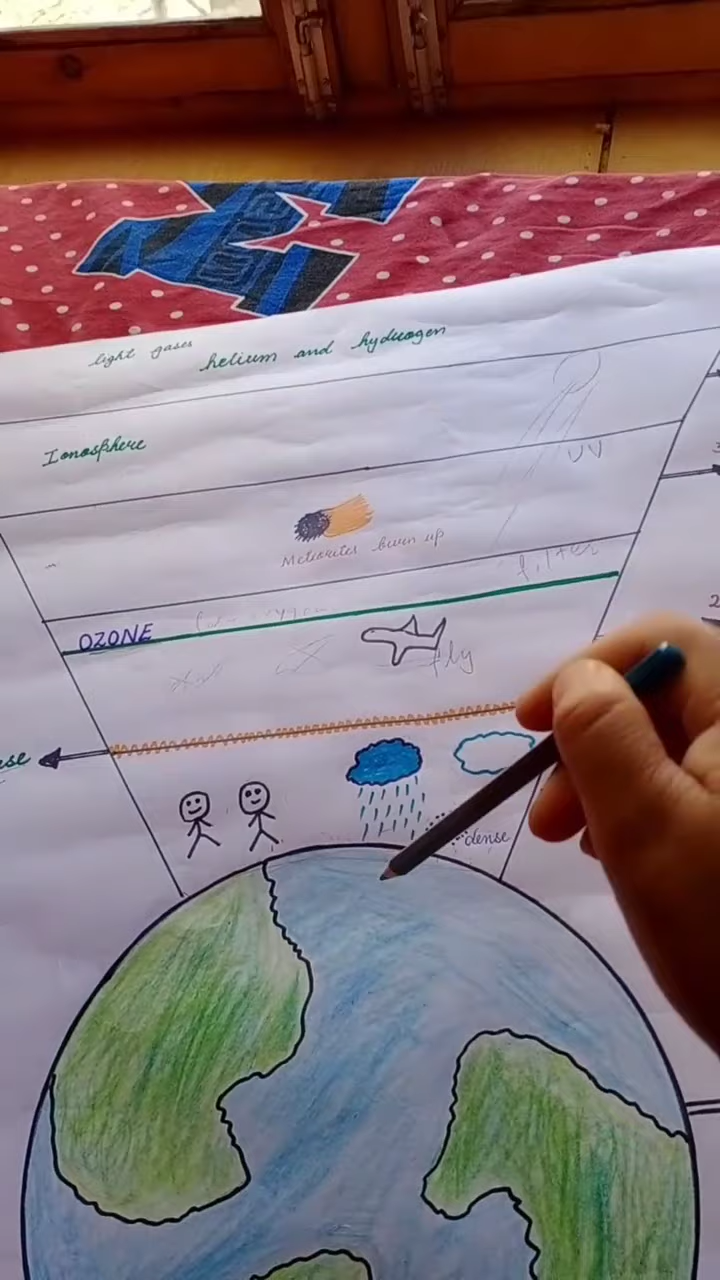 light gases helium and hydrogen
Ionosphere
UV
Meteorites burn up
filter
OZONE
fly
dense